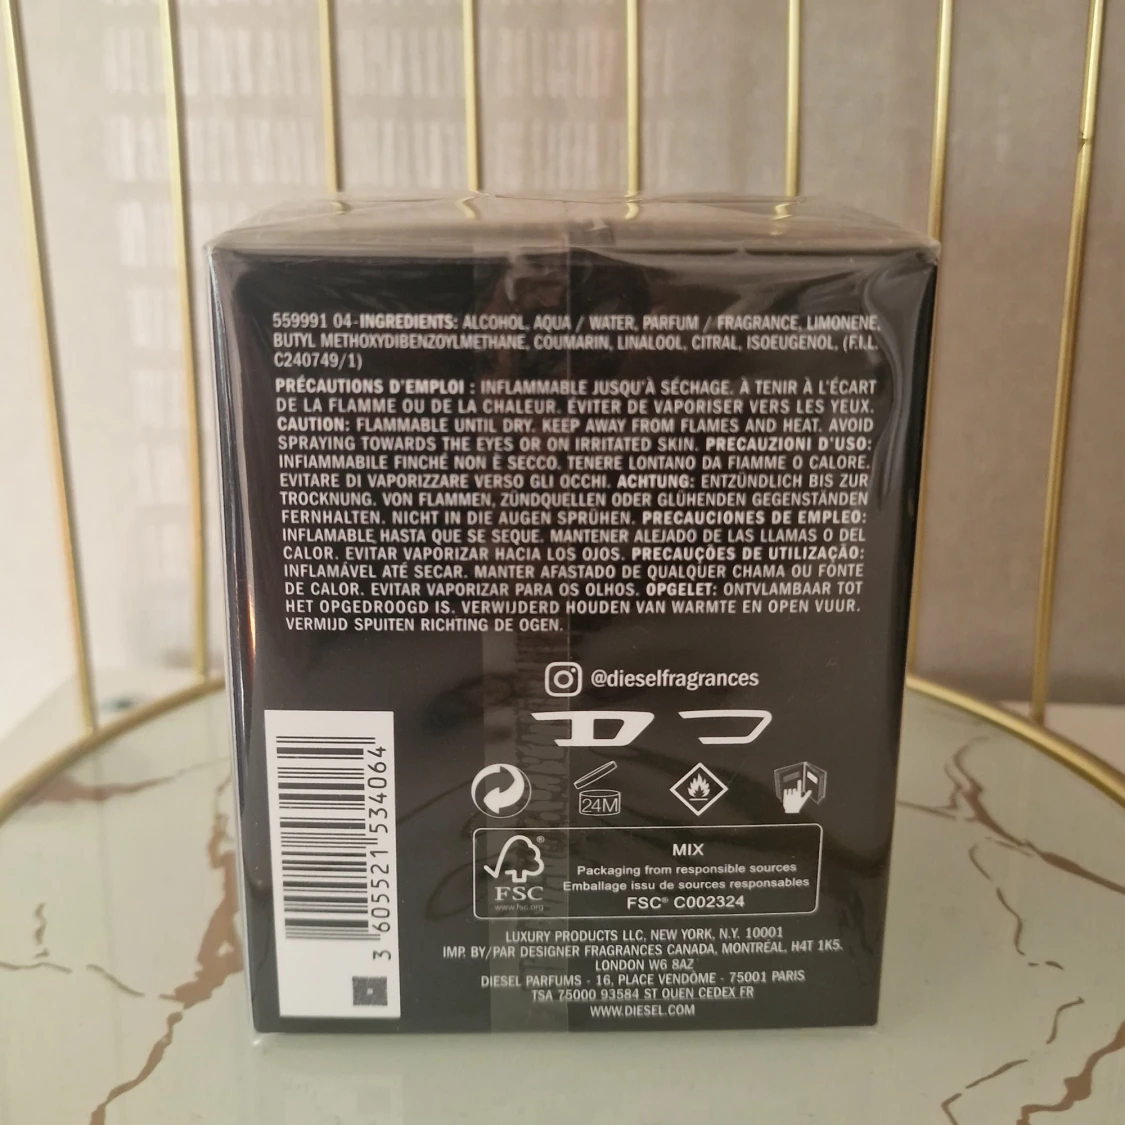 559991 04-INGREDIENTS: ALCOHOL, AQUA / WATER, PARFUM / FRAGRANCE, LIMONENE,
BUTYL METHOXYDIBENZOYLMETHANE, COUMARIN, LINALOOL, CITRAL, ISOEUGENOL, (F.I.L.
C240749/1)
PRÉCAUTIONS D'EMPLOI : INFLAMMABLE JUSQU'À SÉCHAGE. À TENIR À L'ÉCART
DE LA FLAMME OU DE LA CHALEUR. ÉVITER DE VAPORISER VERS LES YEUX.
CAUTION: FLAMMABLE UNTIL DRY. KEEP AWAY FROM FLAMES AND HEAT. AVOID
SPRAYING TOWARDS THE EYES OR ON IRRITATED SKIN. PRECAUZIONI D'USO:
INFIAMMABILE FINCHÉ NON È SECCO. TENERE LONTANO DA FIAMME O CALORE.
EVITARE DI VAPORIZZARE VERSO GLI OCCHI. ACHTUNG: ENTZÜNDLICH BIS ZUR
TROCKNUNG. VON FLAMMEN, ZÜNDQUELLEN ODER GLÜHENDEN GEGENSTÄNDEN
FERNHALTEN. NICHT IN DIE AUGEN SPRÜHEN. PRECAUCIONES DE EMPLEO:
INFLAMABLE HASTA QUE SE SEQUE. MANTENER ALEJADO DE LAS LLAMAS O DEL
CALOR. EVITAR VAPORIZAR HACIA LOS OJOS. PRECAUÇÕES DE UTILIZAÇÃO:
INFLAMÁVEL ATÉ SECAR. MANTER AFASTADO DE QUALQUER CHAMA OU FONTE
DE CALOR. EVITAR VAPORIZAR PARA OS OLHOS. OPGELET: ONTVLAMBAAR TOT
HET OPGEDROOGD IS. VERWIJDERD HOUDEN VAN WARMTE EN OPEN VUUR.
VERMIJD SPUITEN RICHTING DE OGEN.
@dieselfragrances
D
24M
3 605521 534064
FSC®
www.fsc.org
MIX
Packaging from responsible sources
Emballage issu de sources responsables
FSC® C002324
LUXURY PRODUCTS LLC, NEW YORK, N.Y. 10001
IMP. BY/PAR DESIGNER FRAGRANCES CANADA, MONTRÉAL, H4T 1K5.
LONDON W6 8AZ
DIESEL PARFUMS - 16, PLACE VENDÔME - 75001 PARIS
TSA 75000 93584 ST OUEN CEDEX FR
WWW.DIESEL.COM